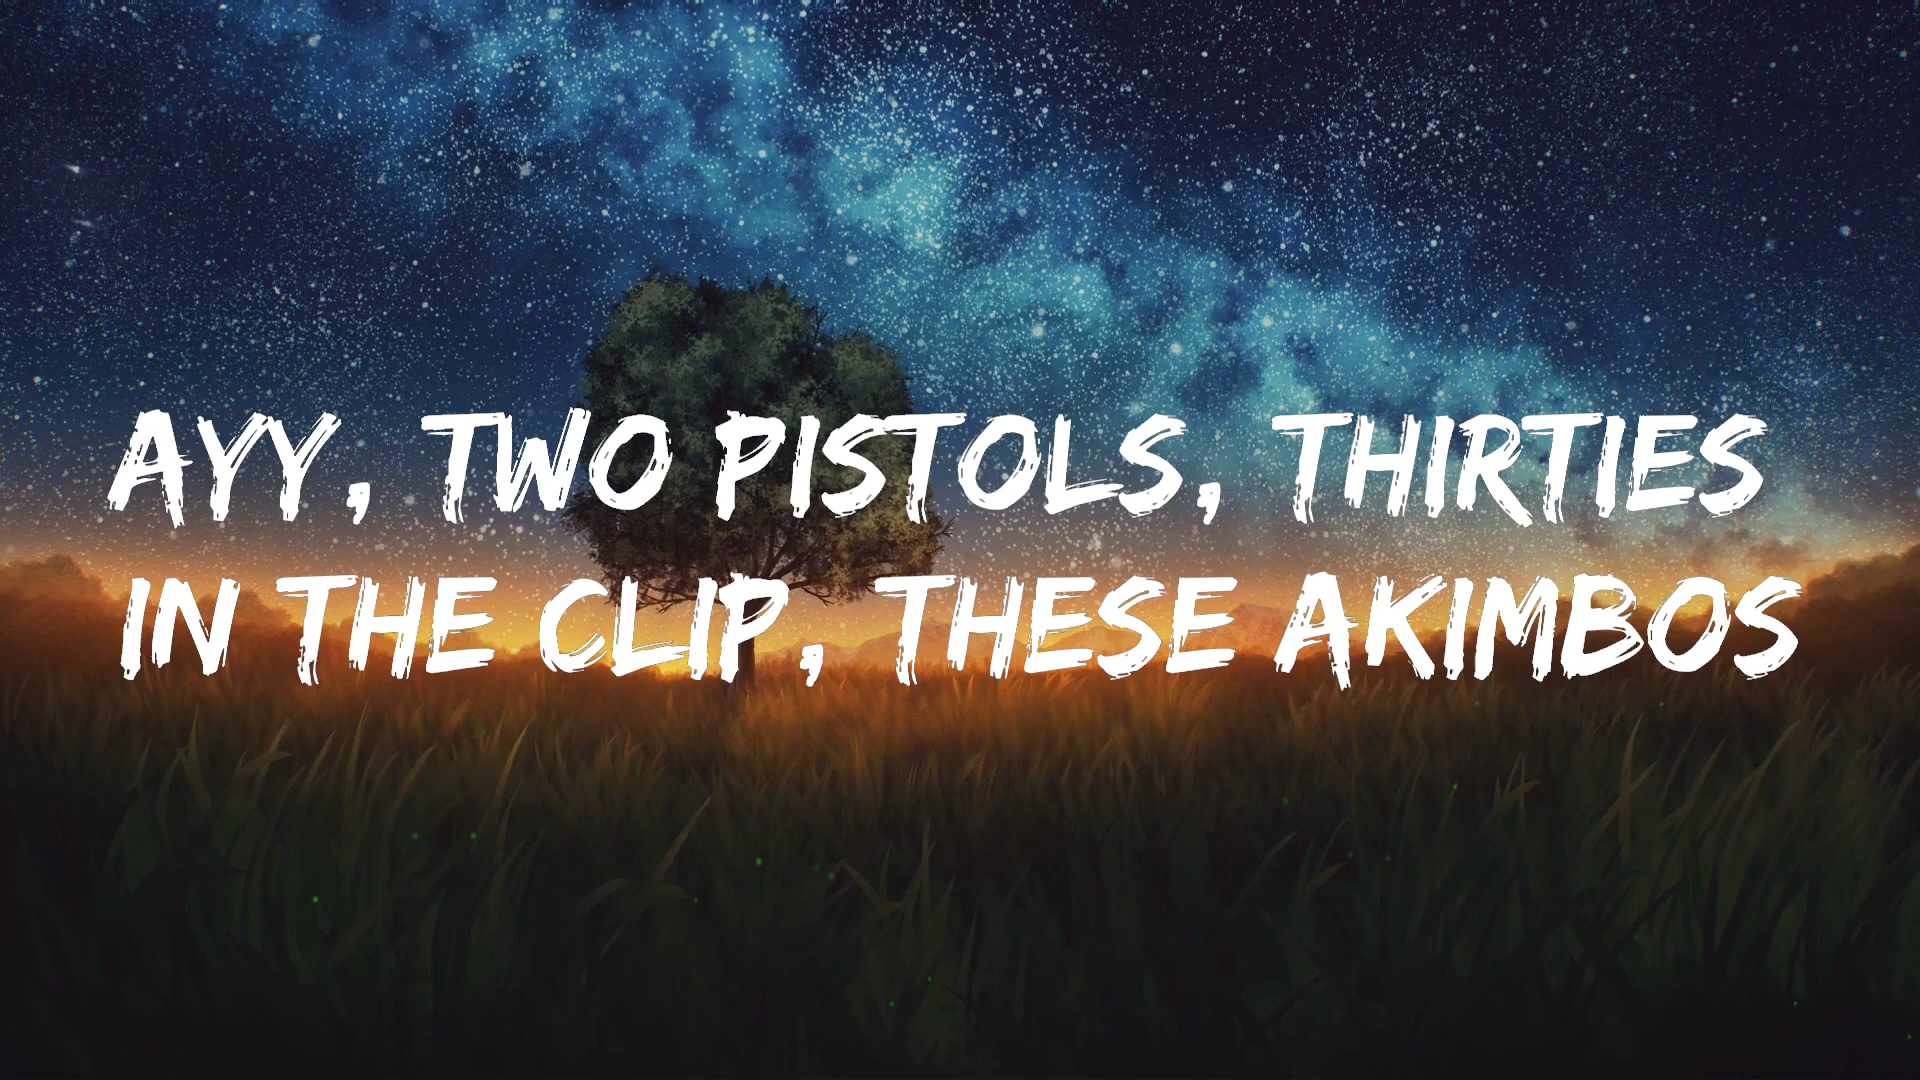 AYY, TWO PISTOLS, THIRTIES
IN THE CLIP, THESE AKIMBOS